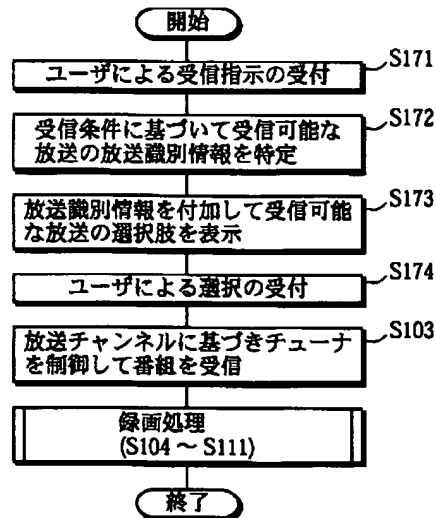 開始
ユーザによる受信指示の受付
S171
受信条件に基づいて受信可能な
放送の放送識別情報を特定
S172
放送識別情報を付加して受信可能
な放送の選択肢を表示
S173
ユーザによる選択の受付
S174
放送チャンネルに基づきチューナ
を制御して番組を受信
S103
録画処理
(S104 ~ S111)
終了